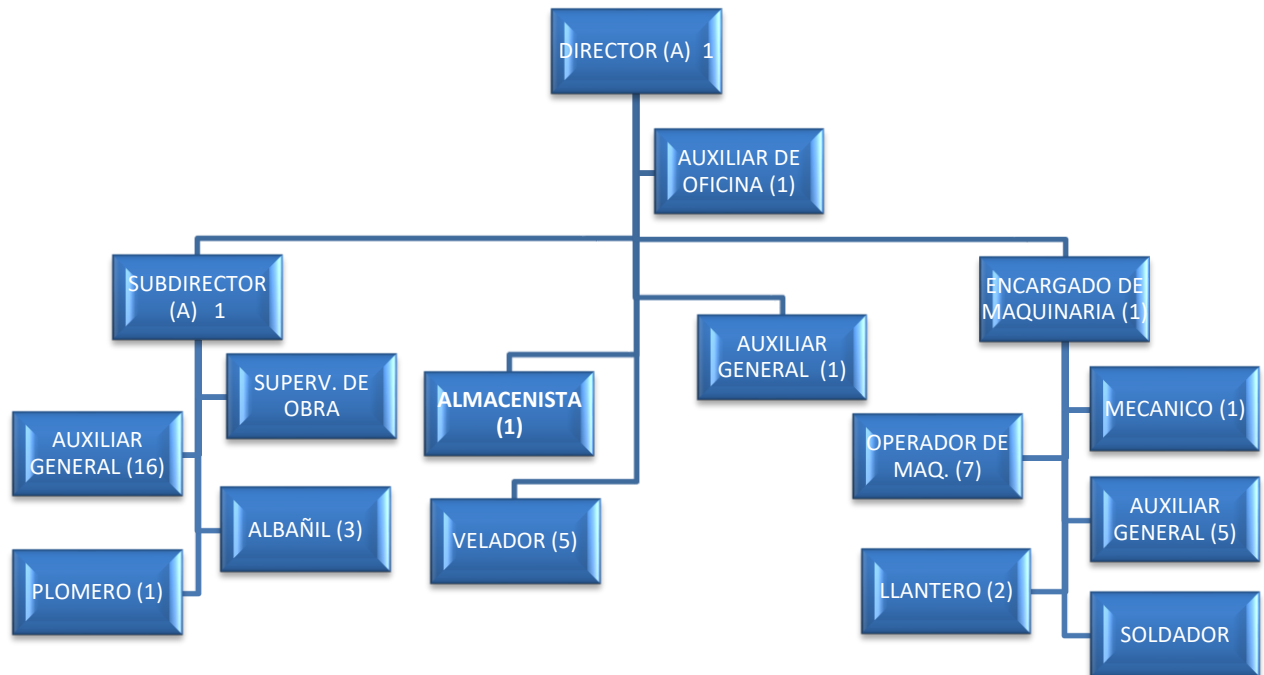 DIRECTOR (A)  1
AUXILIAR DE
OFICINA (1)
SUBDIRECTOR
(A)   1
ENCARGADO DE
MAQUINARIA (1)
AUXILIAR
GENERAL  (1)
SUPERV. DE
OBRA
ALMACENISTA
(1)
MECANICO (1)
AUXILIAR
GENERAL (16)
OPERADOR DE
MAQ. (7)
ALBAÑIL (3)
VELADOR (5)
AUXILIAR
GENERAL (5)
PLOMERO (1)
LLANTERO (2)
SOLDADOR